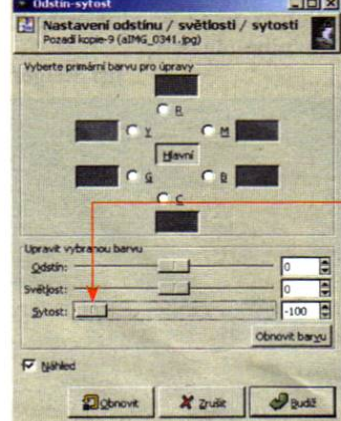 Odstín-sytost
Nastavení odstínu / světlosti / sytosti
Pozadí kopie-9 (aIMG_0341.jpg)
Vyberte primární barvu pro úpravy
R
Y
M
Hlavní
G
B
C
Upravit vybranou barvu
Odstín: 0
Světlost: 0
Sytost: -100
Obnovit barvu
Náhled
Obnovit Zrušit Budiž